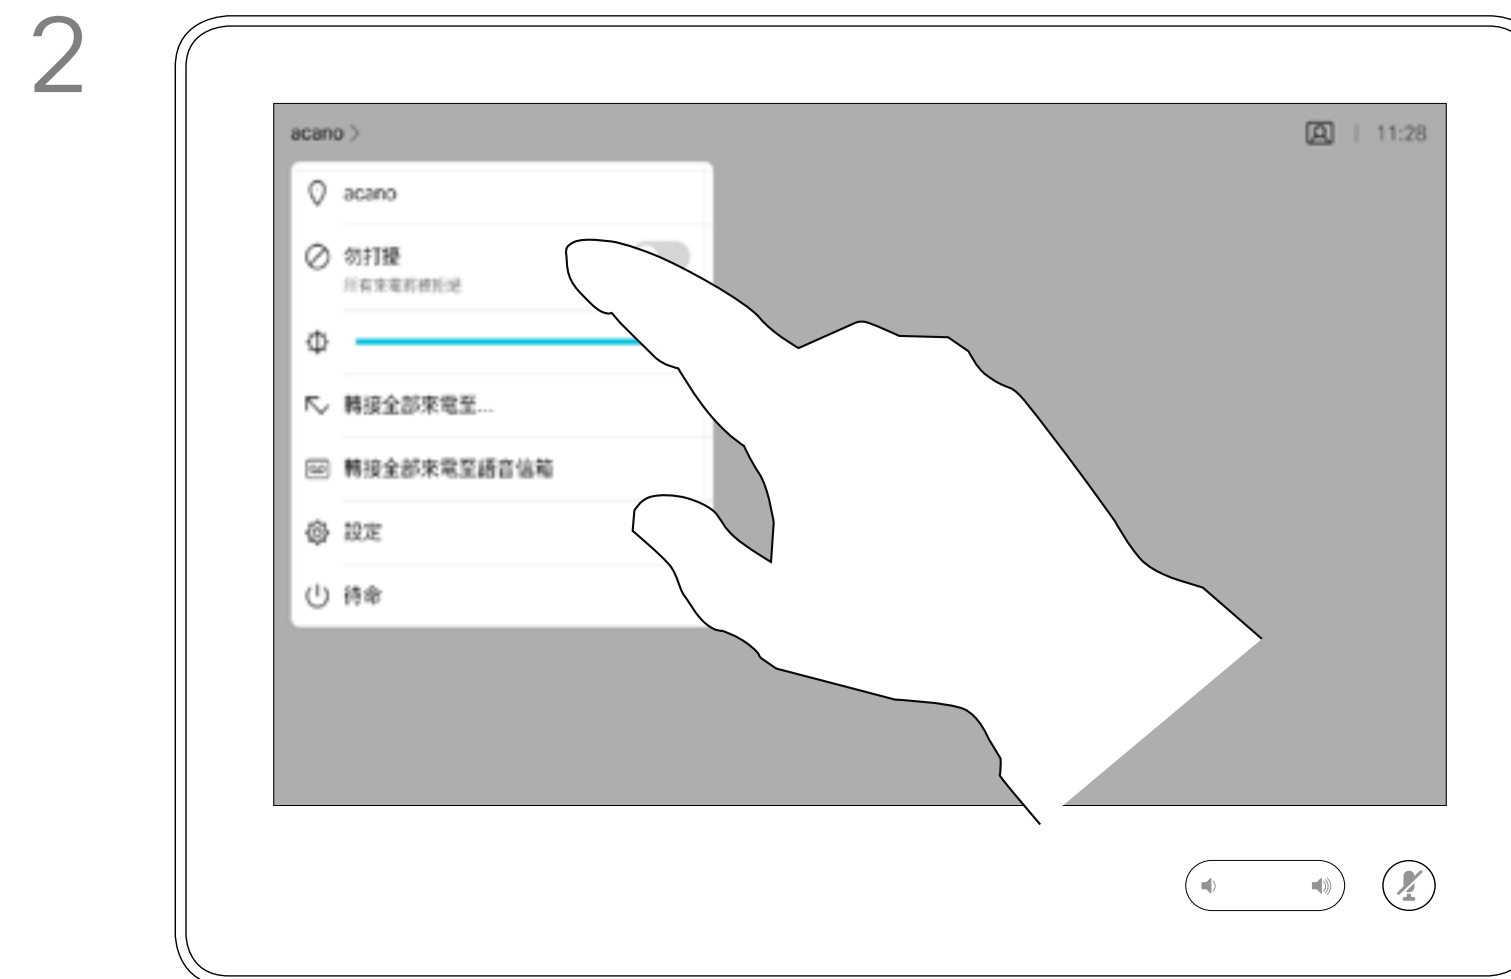 2
acano >
11:28
acano
勿打擾
所有來電將被拒絕
轉接全部來電至...
轉接全部來電至語音信箱
設定
待命